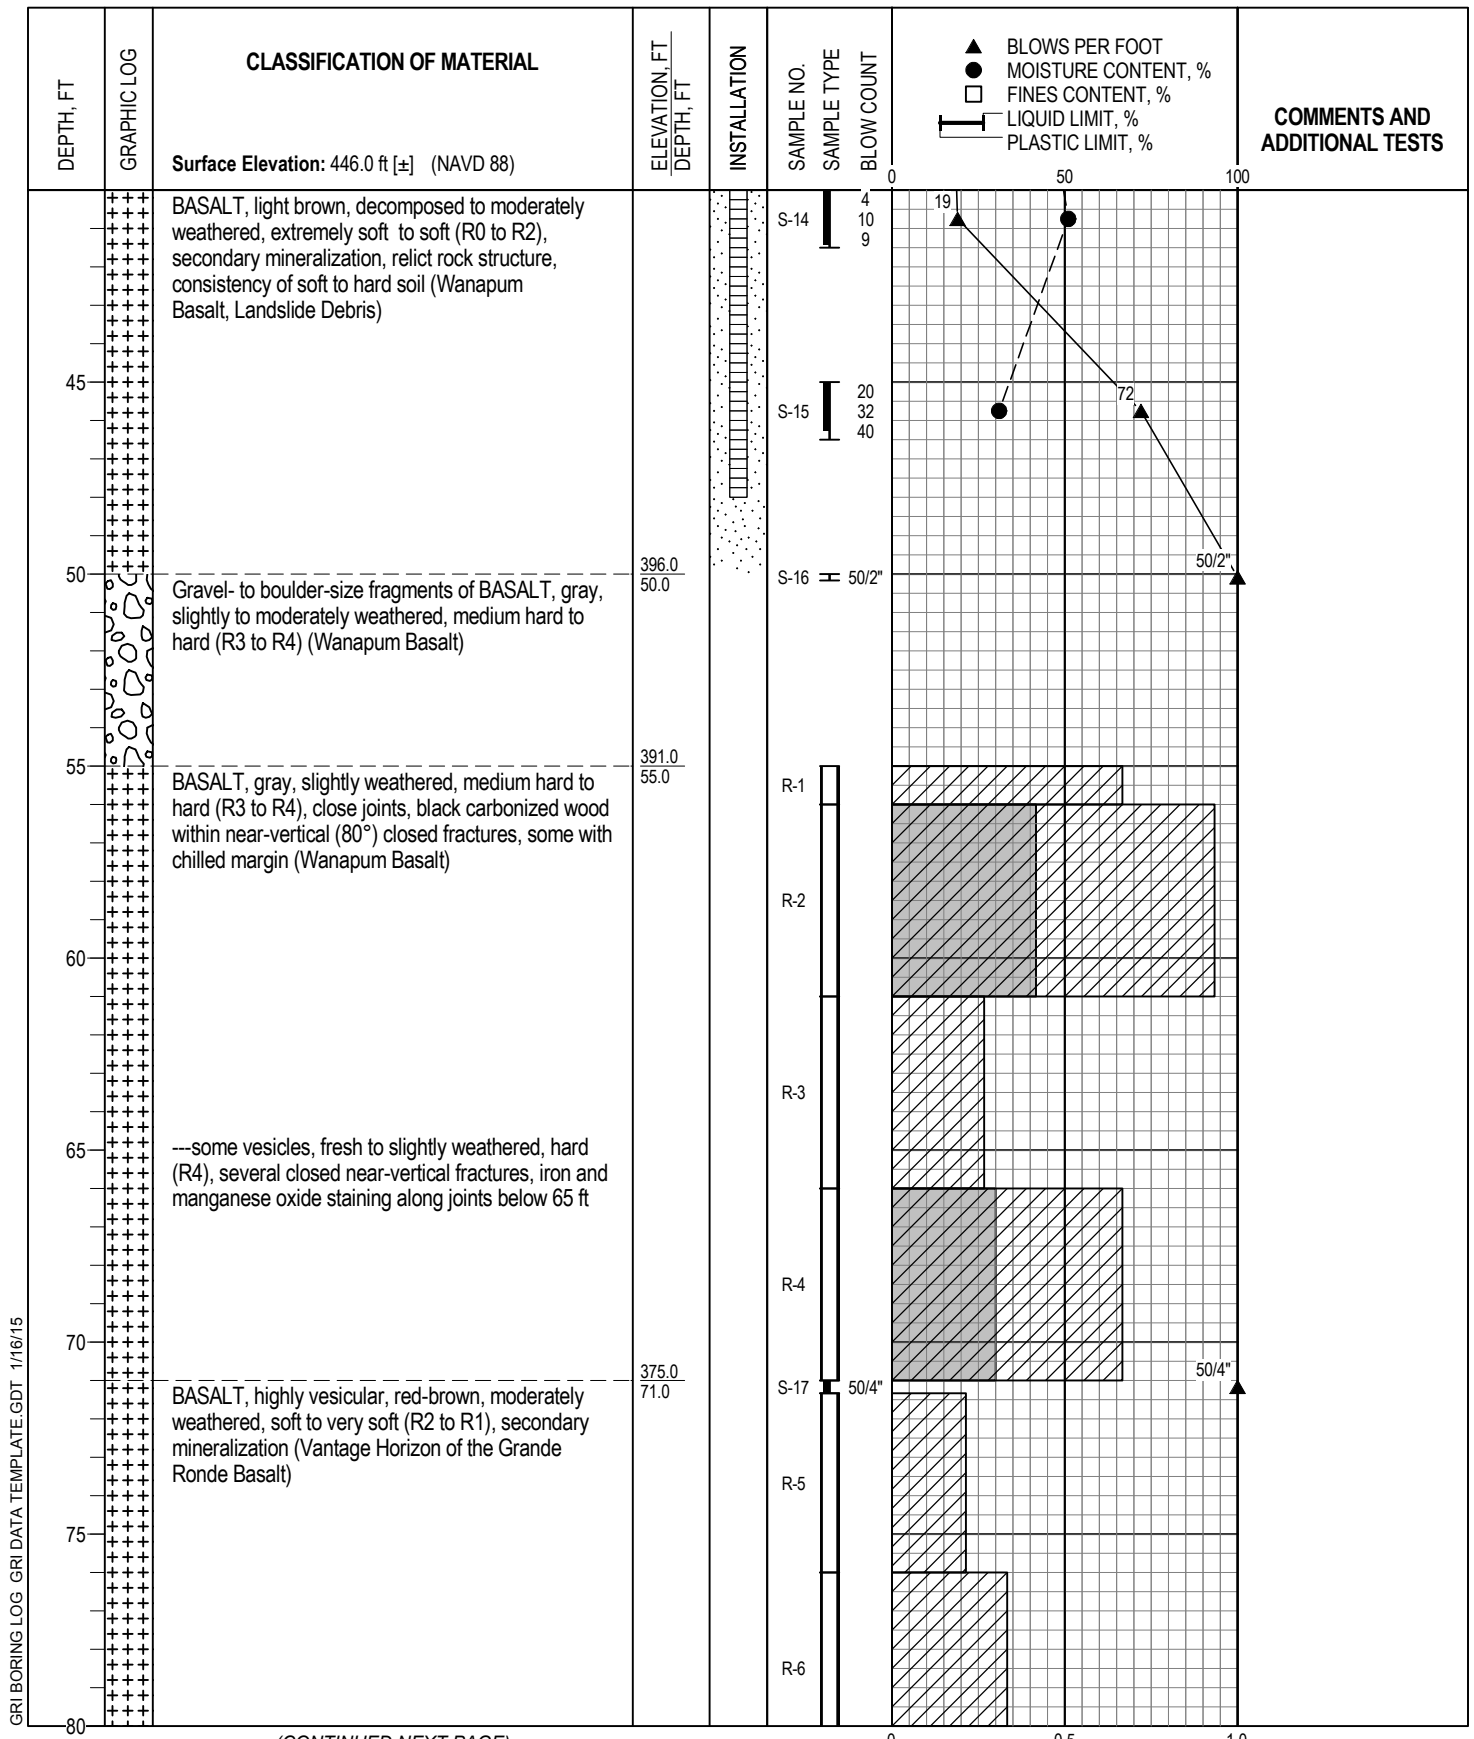 DEPTH, FT
GRAPHIC LOG
CLASSIFICATION OF MATERIAL
Surface Elevation: 446.0 ft [±] (NAVD 88)
ELEVATION, FT
DEPTH, FT
INSTALLATION
SAMPLE NO.
SAMPLE TYPE
BLOW COUNT
BLOWS PER FOOT
MOISTURE CONTENT, %
FINES CONTENT, %
LIQUID LIMIT, %
PLASTIC LIMIT, %
0 50 100
COMMENTS AND
ADDITIONAL TESTS
BASALT, light brown, decomposed to moderately
weathered, extremely soft to soft (R0 to R2),
secondary mineralization, relict rock structure,
consistency of soft to hard soil (Wanapum
Basalt, Landslide Debris)
S-14
4
10
9
19
45
S-15
20
32
40
72
50
396.0
50.0
S-16
50/2"
50/2"
Gravel- to boulder-size fragments of BASALT, gray,
slightly to moderately weathered, medium hard to
hard (R3 to R4) (Wanapum Basalt)
55
391.0
55.0
BASALT, gray, slightly weathered, medium hard to
hard (R3 to R4), close joints, black carbonized wood
within near-vertical (80°) closed fractures, some with
chilled margin (Wanapum Basalt)
R-1
R-2
60
R-3
65
---some vesicles, fresh to slightly weathered, hard
(R4), several closed near-vertical fractures, iron and
manganese oxide staining along joints below 65 ft
R-4
70
375.0
71.0
S-17
50/4"
50/4"
BASALT, highly vesicular, red-brown, moderately
weathered, soft to very soft (R2 to R1), secondary
mineralization (Vantage Horizon of the Grande
Ronde Basalt)
R-5
75
R-6
80
(CONTINUED NEXT PAGE)
0 0.5 1.0
GRI BORING LOG GRI DATA TEMPLATE.GDT 1/16/15